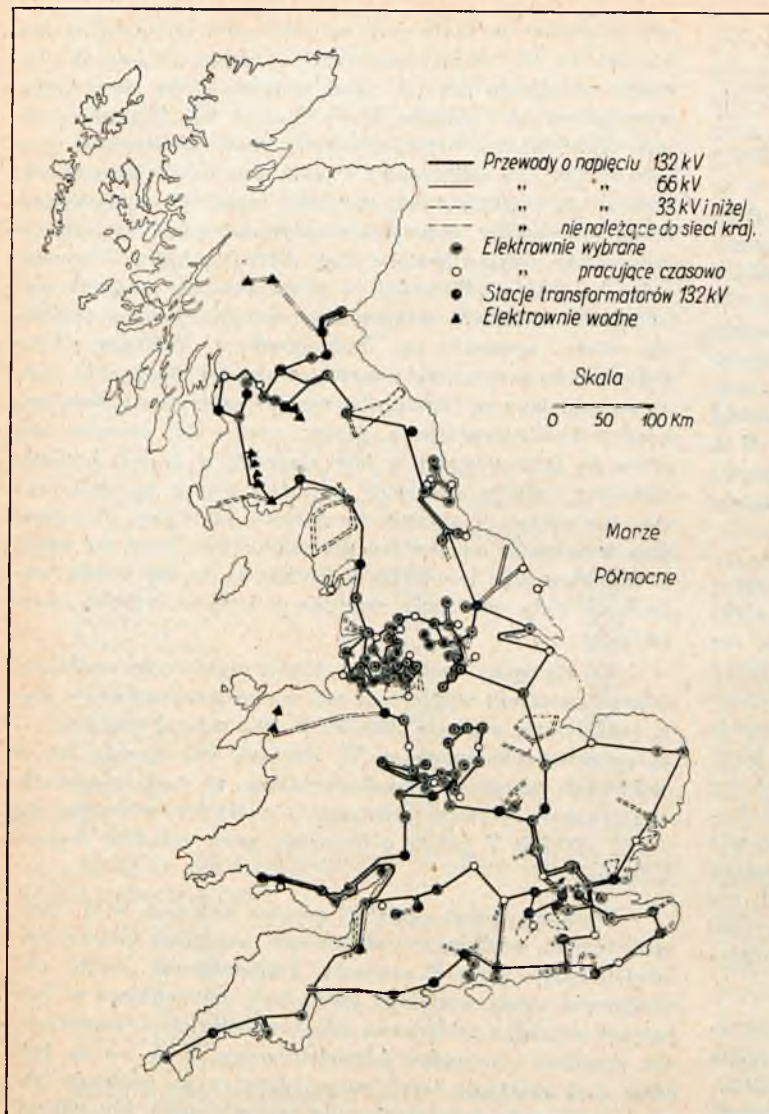 Przewody o napięciu 132 kV
" " 66 kV
" " 33 kV i niżej
" " nie należące do sieci kraj.
Elektrownie wybrane
" pracujące czasowo
Stacje transformatorów 132 kV
Elektrownie wodne
Skala
0 50 100 Km
Morze
Północne